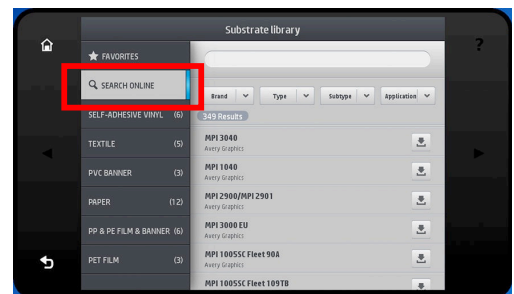 Substrate library
?
FAVORITES
SEARCH ONLINE
SELF-ADHESIVE VINYL (6)
TEXTILE (5)
PVC BANNER (3)
PAPER (12)
PP & PE FILM & BANNER (6)
PET FILM (3)
Brand Type Subtype Application
349 Results
MPI 3040
Avery Graphics
MPI 1040
Avery Graphics
MPI 2900/MPI 2901
Avery Graphics
MPI 3000 EU
Avery Graphics
MPI 1005SC Fleet 90A
Avery Graphics
MPI 1005SC Fleet 109TB